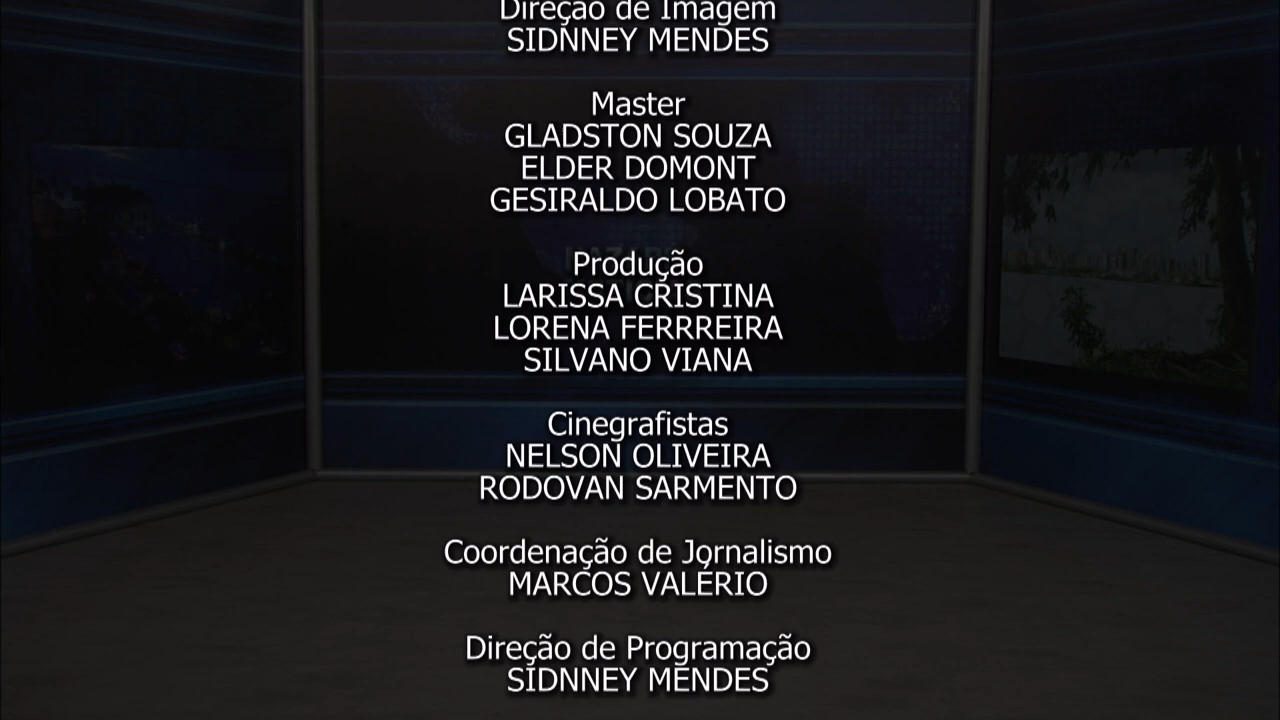 Direção de Imagem
SIDNNEY MENDES
Master
GLADSTON SOUZA
ELDER DOMONT
GESIRALDO LOBATO
Produção
LARISSA CRISTINA
LORENA FERRREIRA
SILVANO VIANA
Cinegrafistas
NELSON OLIVEIRA
RODOVAN SARMENTO
Coordenação de Jornalismo
MARCOS VALÉRIO
Direção de Programação
SIDNNEY MENDES